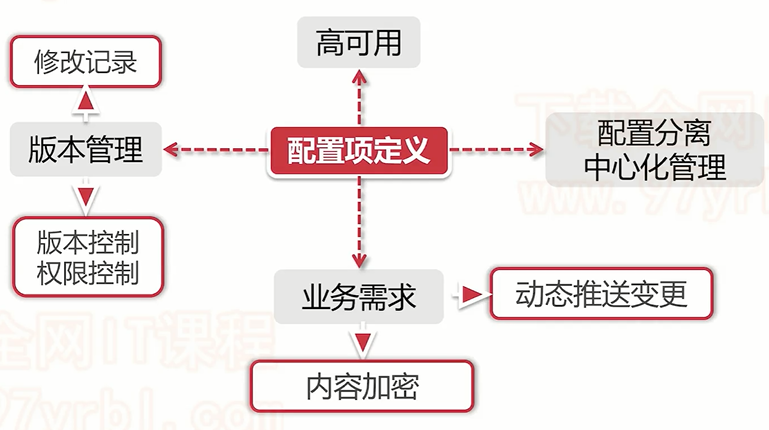 高可用
修改记录
配置项定义
版本管理
配置分离
中心化管理
版本控制
权限控制
业务需求
动态推送变更
内容加密
下载全网I
www.97yrbl
全网IT课程
97yrbl.com